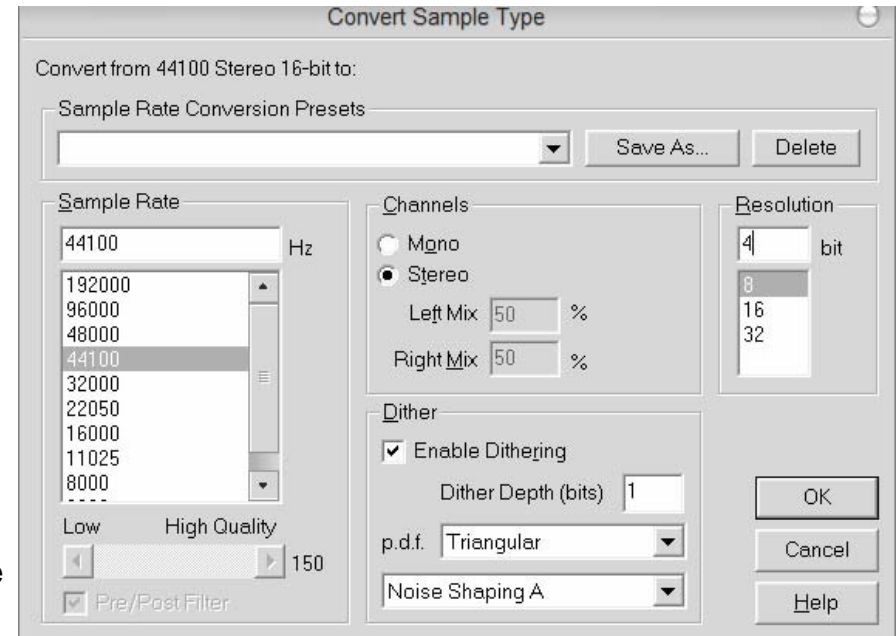 Convert Sample Type
Convert from 44100 Stereo 16-bit to:
Sample Rate Conversion Presets
Save As...
Delete
Sample Rate
44100 Hz
192000
96000
48000
44100
32000
22050
16000
11025
8000
Low High Quality
150
Pre/Post Filter
Channels
Mono
Stereo
Left Mix 50 %
Right Mix 50 %
Dither
Enable Dithering
Dither Depth (bits) 1
p.d.f. Triangular
Noise Shaping A
Resolution
4 bit
8
16
32
OK
Cancel
Help
e